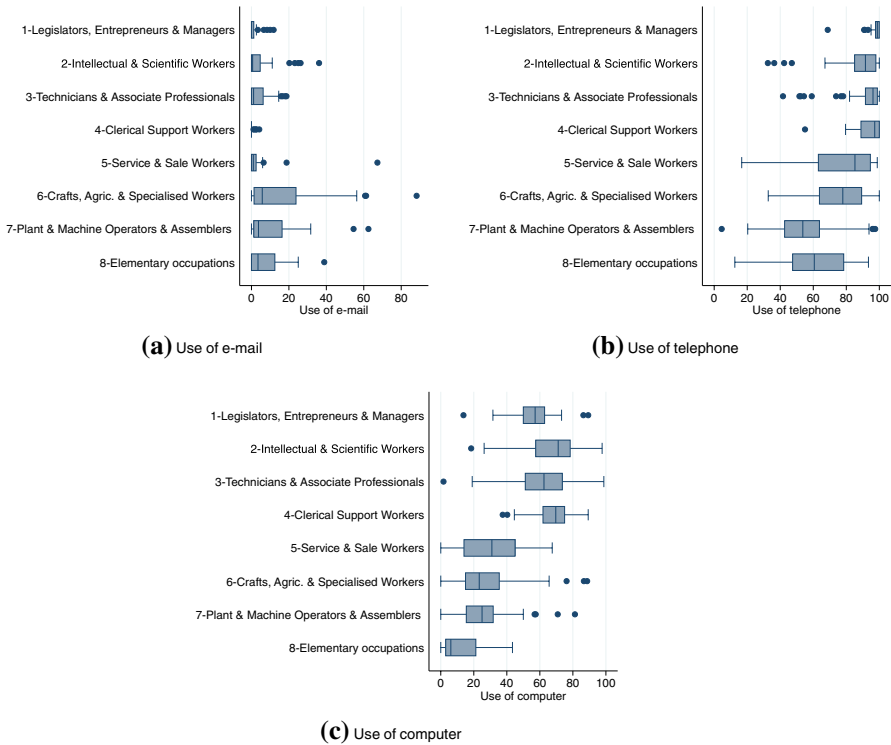 1-Legislators, Entrepreneurs & Managers
2-Intellectual & Scientific Workers
3-Technicians & Associate Professionals
4-Clerical Support Workers
5-Service & Sale Workers
6-Crafts, Agric. & Specialised Workers
7-Plant & Machine Operators & Assemblers
8-Elementary occupations
0 20 40 60 80
Use of e-mail
(a) Use of e-mail
1-Legislators, Entrepreneurs & Managers
2-Intellectual & Scientific Workers
3-Technicians & Associate Professionals
4-Clerical Support Workers
5-Service & Sale Workers
6-Crafts, Agric. & Specialised Workers
7-Plant & Machine Operators & Assemblers
8-Elementary occupations
0 20 40 60 80 100
Use of telephone
(b) Use of telephone
1-Legislators, Entrepreneurs & Managers
2-Intellectual & Scientific Workers
3-Technicians & Associate Professionals
4-Clerical Support Workers
5-Service & Sale Workers
6-Crafts, Agric. & Specialised Workers
7-Plant & Machine Operators & Assemblers
8-Elementary occupations
0 20 40 60 80 100
Use of computer
(c) Use of computer